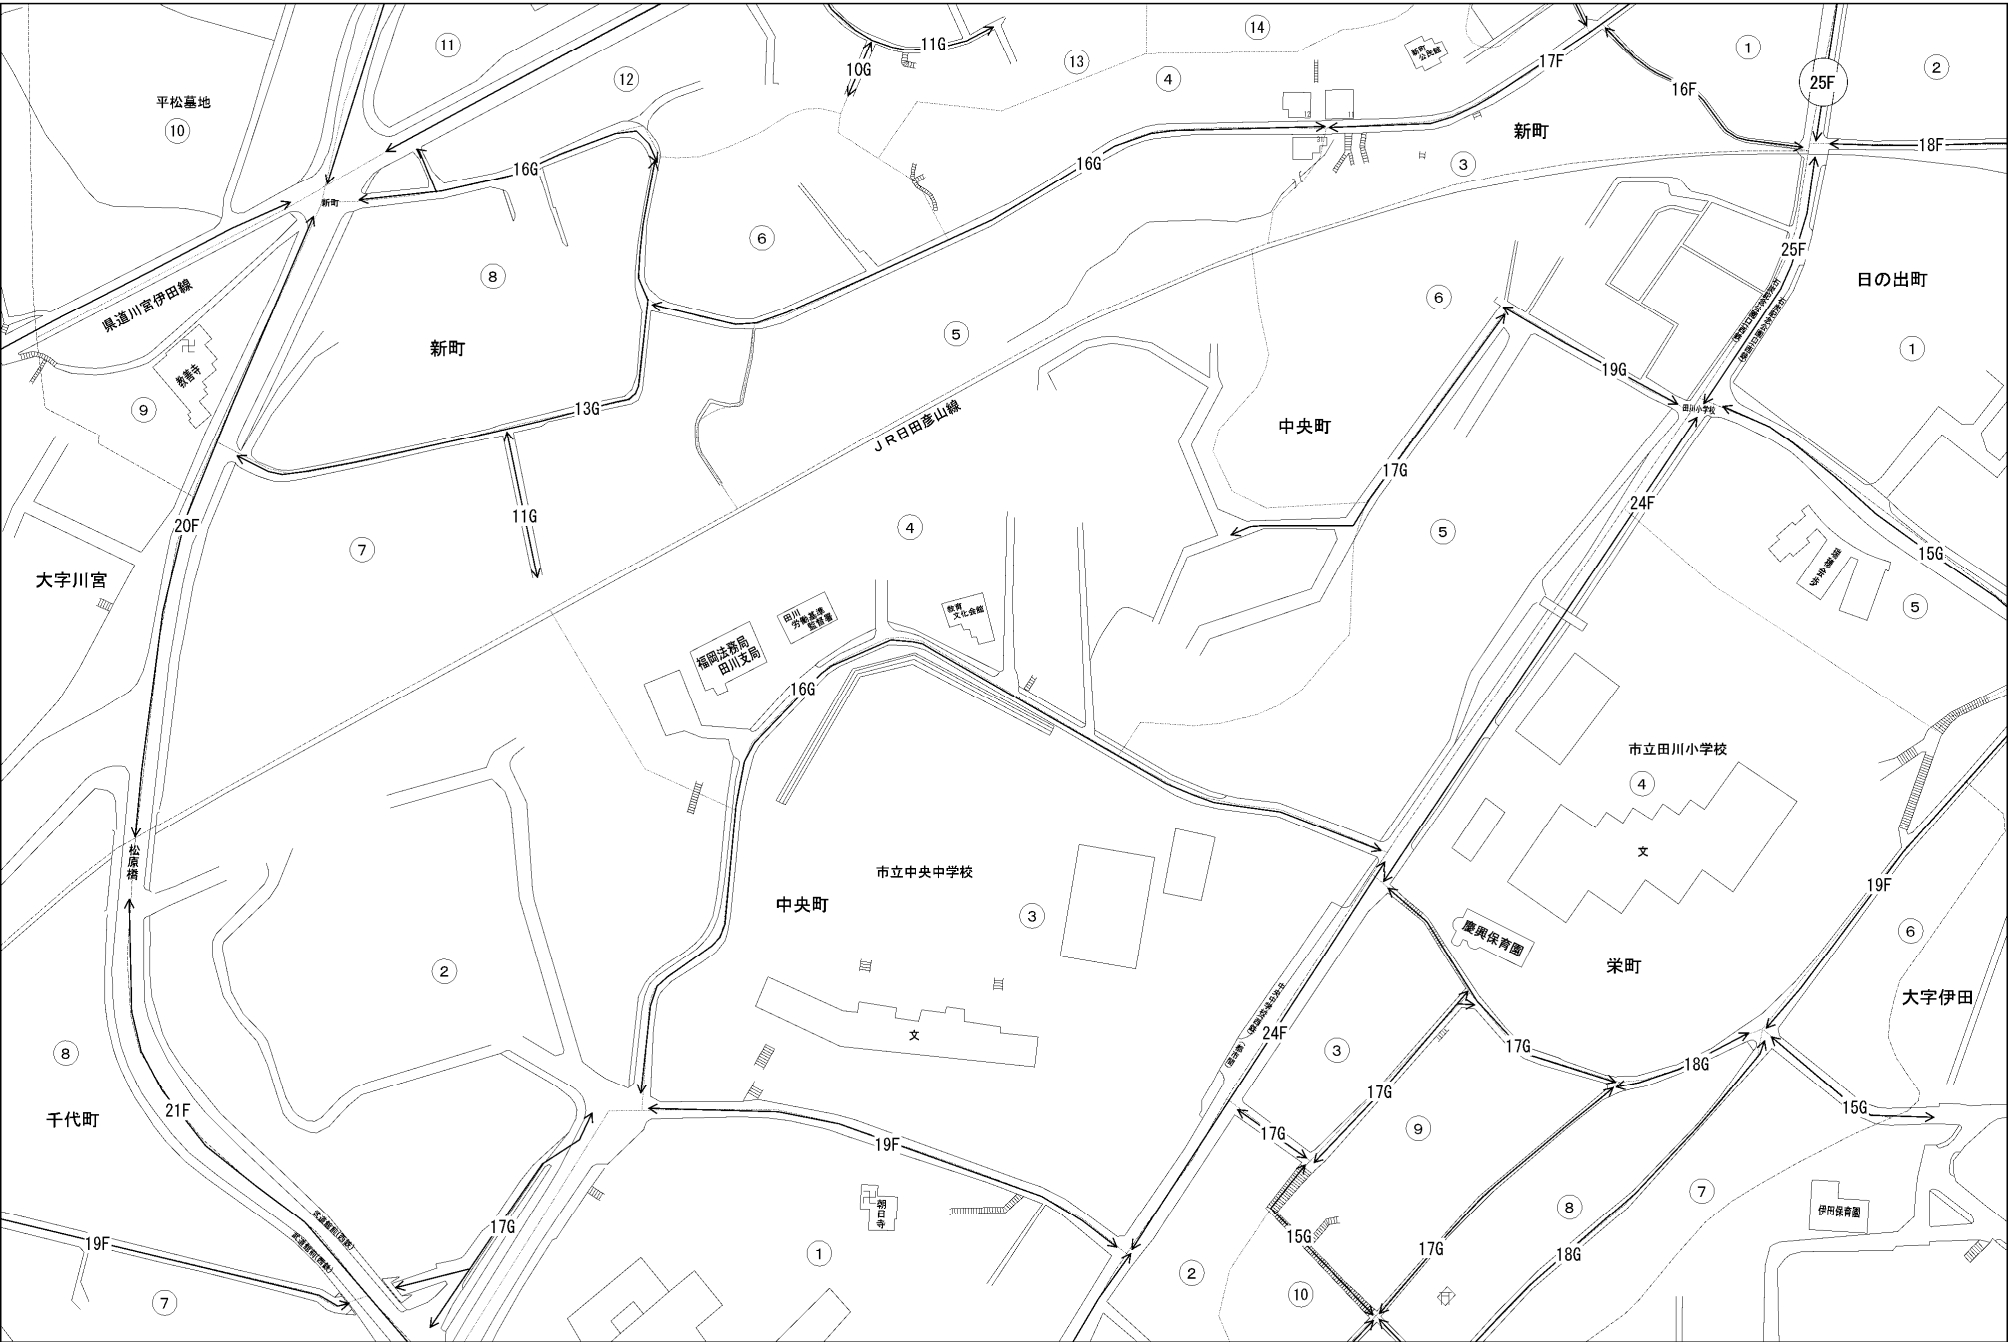 11
11G
14
1
2
12
13
4
新町
公民館
17F
10G
平松墓地
10
16F
25F
12
11
新町
18F
16G
16G
3
新町
6
8
25F
日の出町
県道川宮伊田線
6
新町
5
1
教善寺
9
19G
13G
JR日田彦山線
中央町
田川小学校
17G
24F
11G
20F
4
5
7
15G
大字川宮
田川
労働基準
監督署
教育
文化会館
5
福岡法務局
田川支局
16G
市立田川小学校
4
松原橋
市立中央中学校
文
中央町
19F
3
慶興保育園
6
2
栄町
大字伊田
文
24F
8
3
17G
18G
17G
21F
千代町
15G
17G
9
19F
7
8
朝日寺
伊田保育園
17G
15G
17G
19F
1
18G
2
10
7